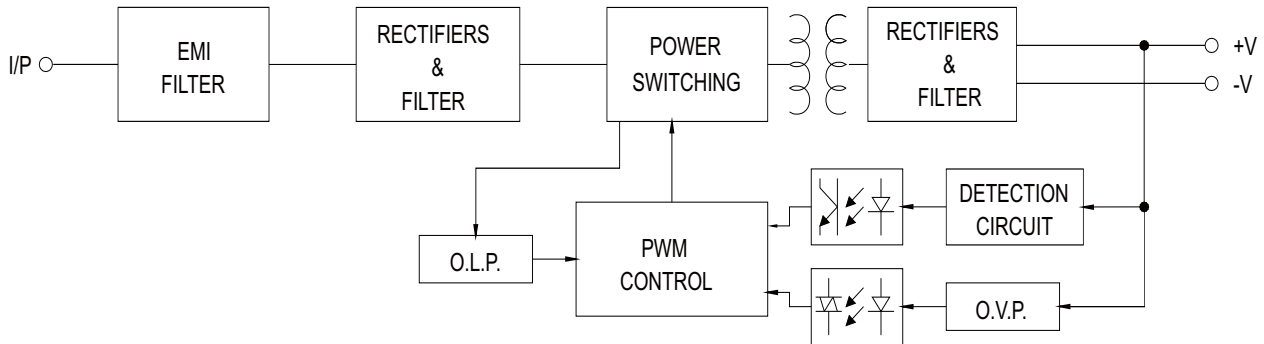 I/P
EMI
FILTER
RECTIFIERS
&
FILTER
POWER
SWITCHING
RECTIFIERS
&
FILTER
+V
-V
DETECTION
CIRCUIT
O.L.P.
PWM
CONTROL
O.V.P.